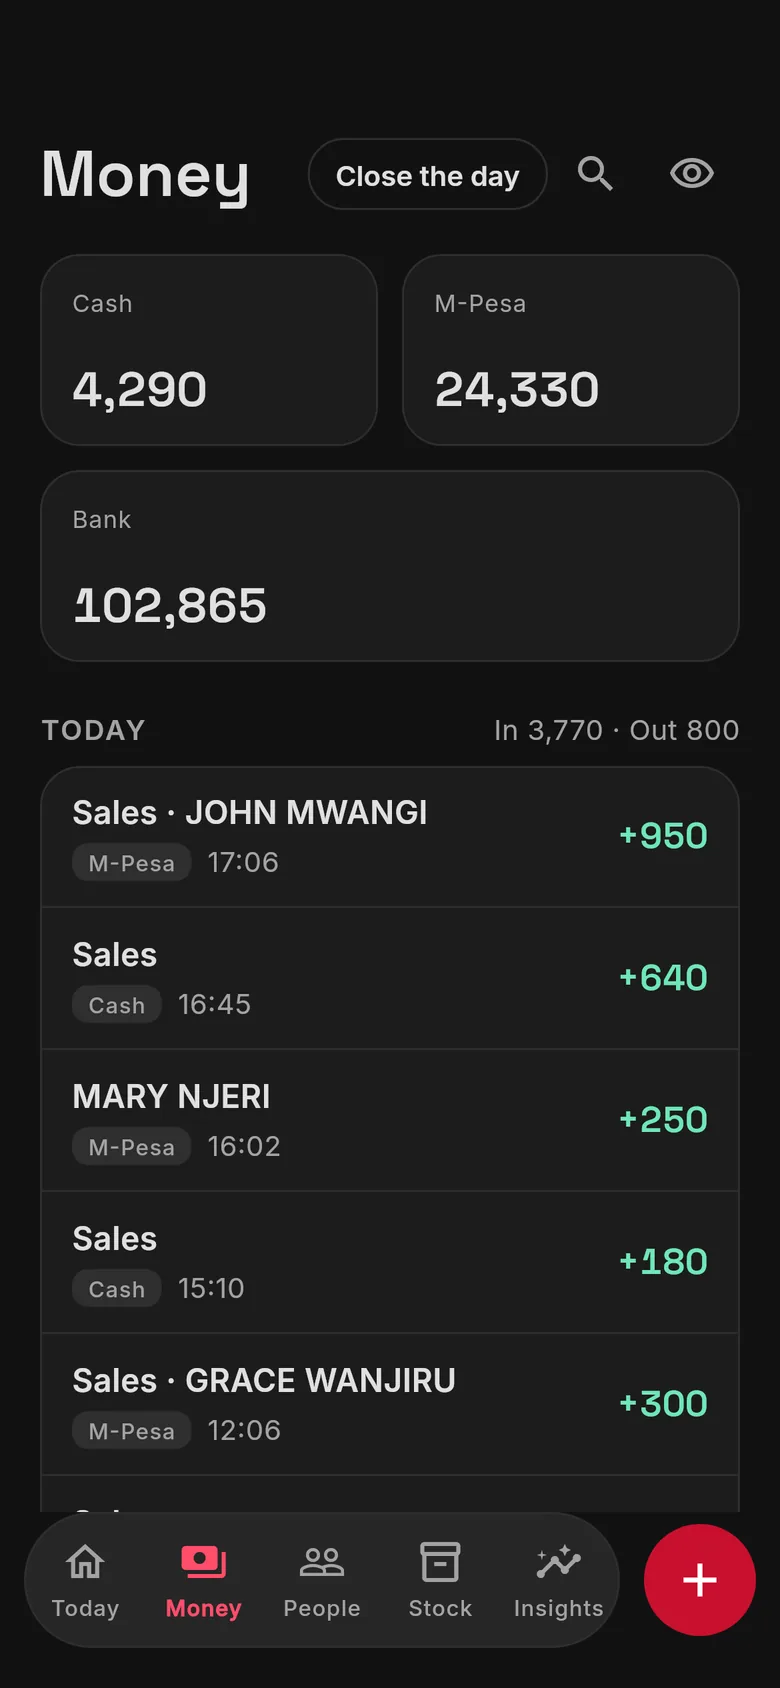 Money
Close the day
Cash
4,290
M-Pesa
24,330
Bank
102,865
TODAY
In 3,770 · Out 800
Sales · JOHN MWANGI
+950
M-Pesa 17:06
Sales
+640
Cash 16:45
MARY NJERI
+250
M-Pesa 16:02
Sales
+180
Cash 15:10
Sales · GRACE WANJIRU
+300
M-Pesa 12:06
Today
Money
People
Stock
Insights